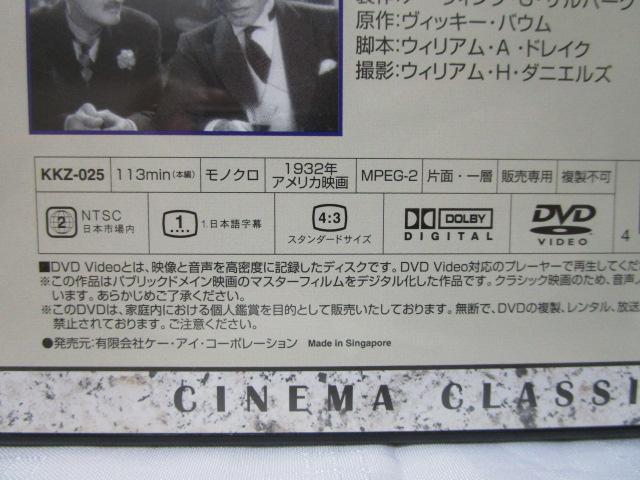 原作:ヴィッキー・バウム
脚本:ウィリアム・A・ドレイク
撮影:ウィリアム・H・ダニエルズ
KKZ-025 113min(本編) モノクロ 1932年 アメリカ映画 MPEG-2 片面・一層 販売専用 複製不可
2 NTSC 日本市場内 1 1.日本語字幕 4:3 スタンダードサイズ DOLBY DIGITAL DVD VIDEO 4
■DVD Videoとは、映像と音声を高密度に記録したディスクです。DVD Video対応のプレーヤーで再生してくだ
※この作品はパブリックドメイン映画のマスターフィルムをデジタル化した作品です。クラシック映画のため、音声
います。あらかじめご了承ください。
※このDVDは、家庭内における個人鑑賞を目的として販売いたしております。無断で、DVDの複製、レンタル、放送
禁止されております。ご注意ください。
●発売元:有限会社ケー・アイ・コーポレーション Made in Singapore
CINEMA CLASSI